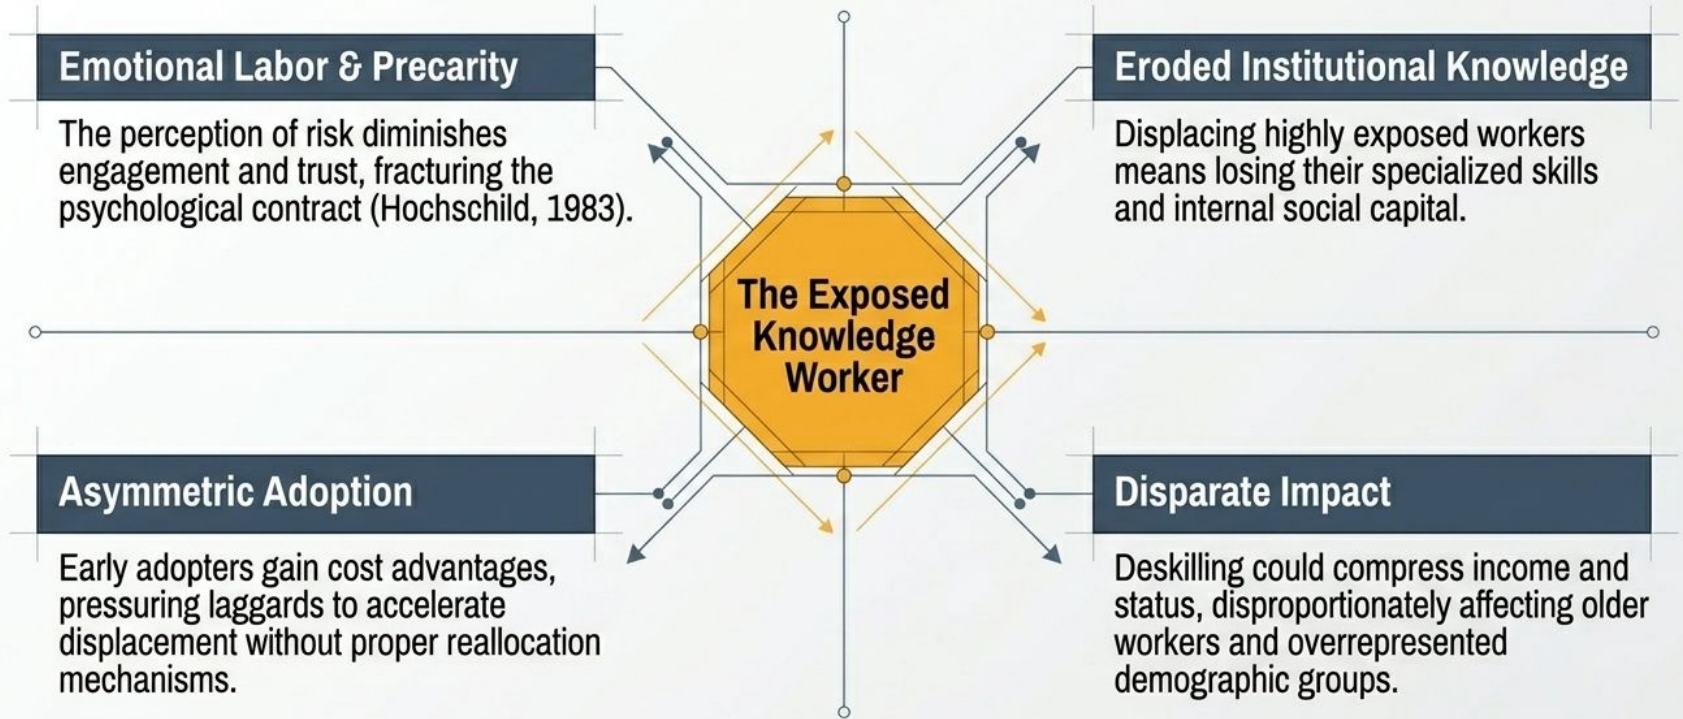 Emotional Labor & Precarity
The perception of risk diminishes
engagement and trust, fracturing the
psychological contract (Hochschild, 1983).
Eroded Institutional Knowledge
Displacing highly exposed workers
means losing their specialized skills
and internal social capital.
The Exposed
Knowledge
Worker
Asymmetric Adoption
Early adopters gain cost advantages,
pressuring laggards to accelerate
displacement without proper reallocation
mechanisms.
Disparate Impact
Deskilling could compress income and
status, disproportionately affecting older
workers and overrepresented
demographic groups.